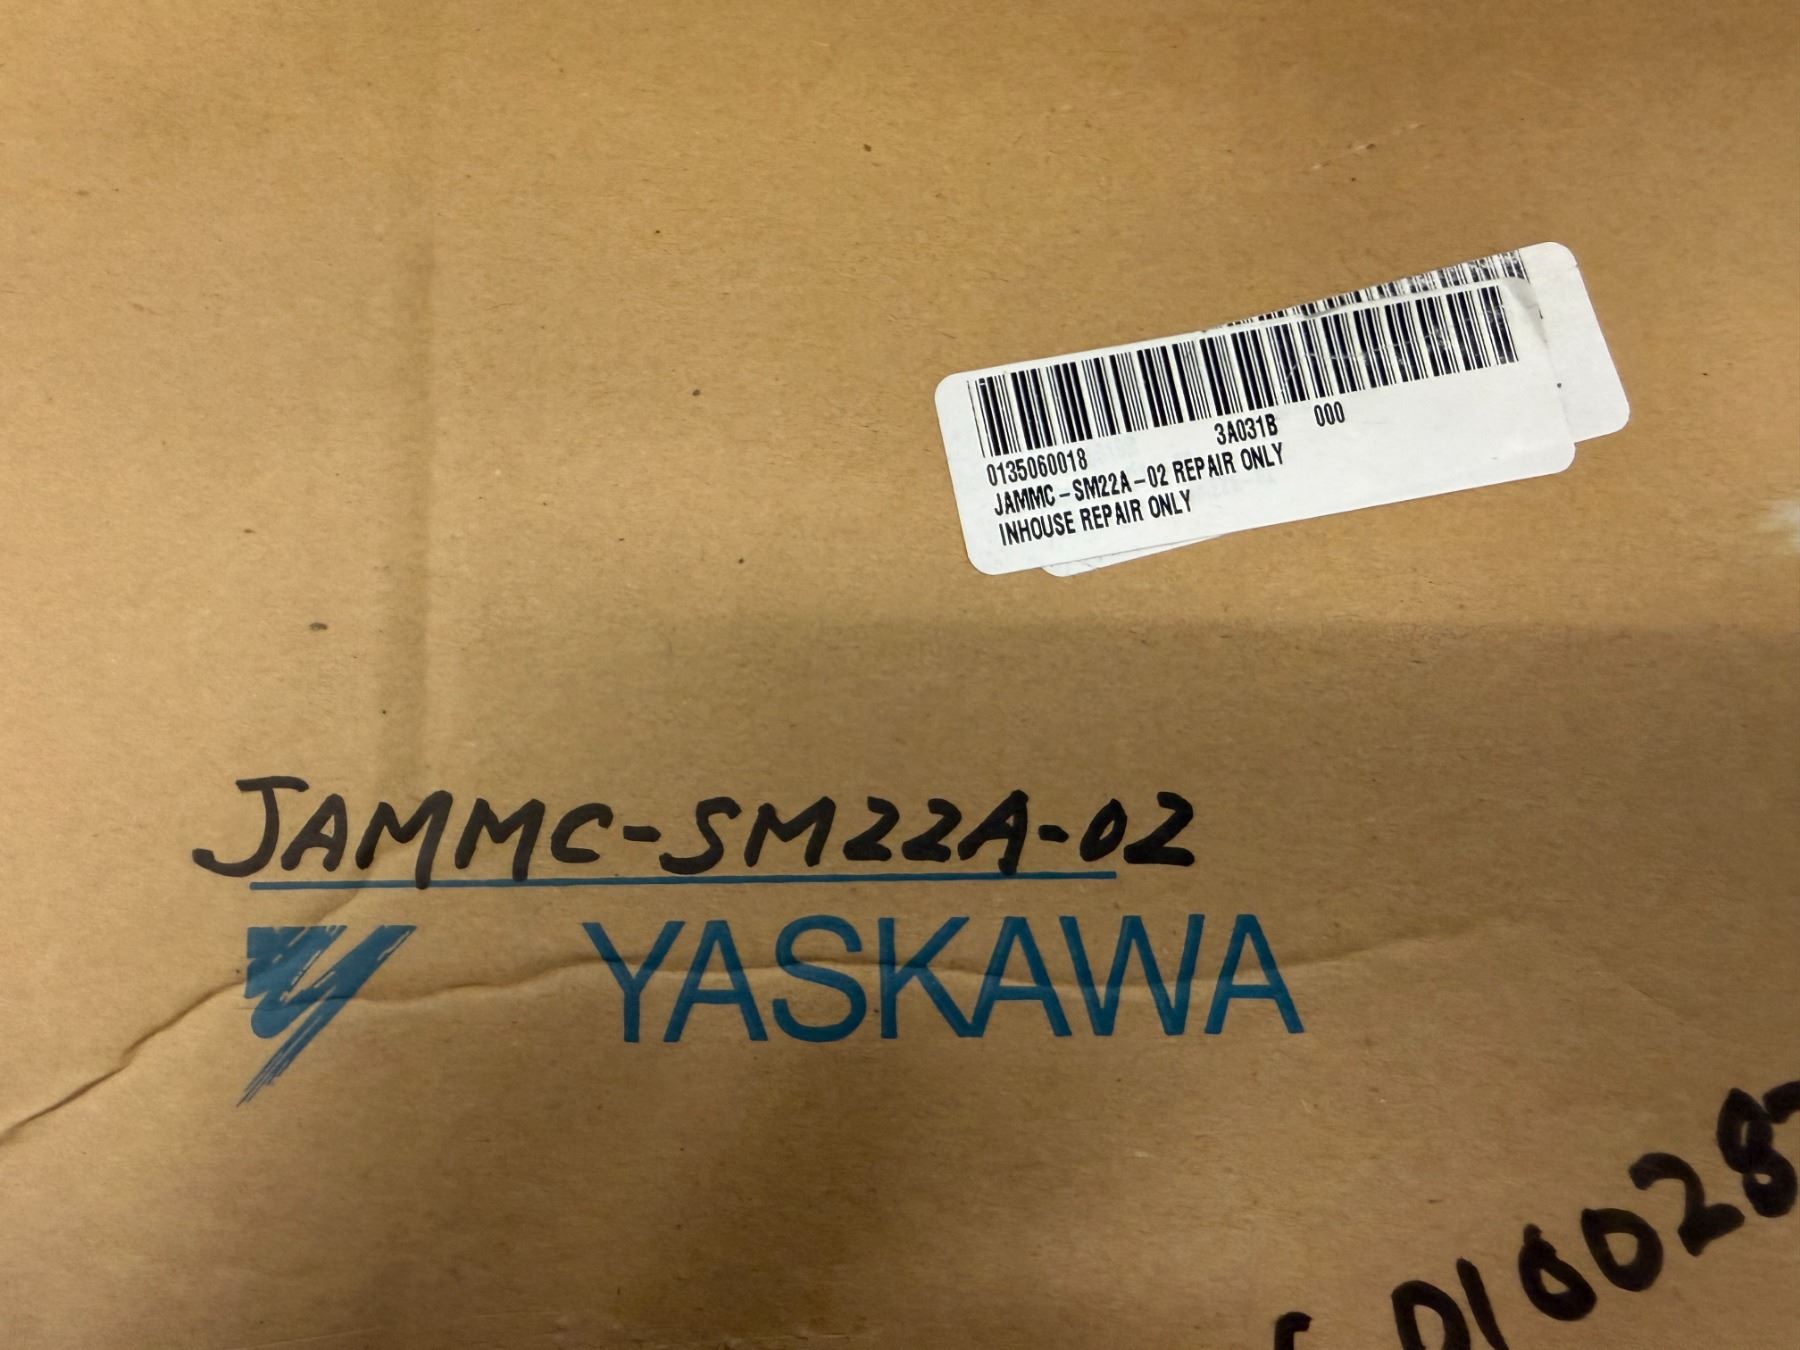 3A031B 000
0135060018
JAMMC-SM22A-02 REPAIR ONLY
INHOUSE REPAIR ONLY
JAMMC-SM22A-02
YASKAWA